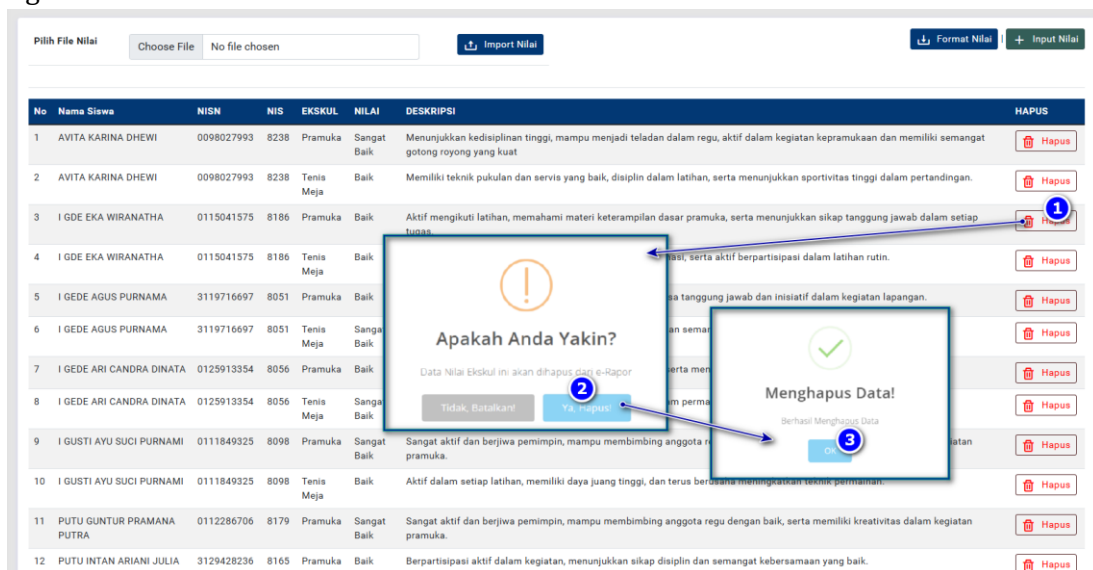 Pilih File Nilai Choose File No file chosen Import Nilai Format Nilai | + Input Nilai
No Nama Siswa NISN NIS EKSKUL NILAI DESKRIPSI HAPUS
1 AVITA KARINA DHEWI 0098027993 8238 Pramuka Sangat Baik Menunjukkan kedisiplinan tinggi, mampu menjadi teladan dalam regu, aktif dalam kegiatan kepramukaan dan memiliki semangat Hapus
gotong royong yang kuat
2 AVITA KARINA DHEWI 0098027993 8238 Tenis Meja Baik Memiliki teknik pukulan dan servis yang baik, disiplin dalam latihan, serta menunjukkan sportivitas tinggi dalam pertandingan. Hapus
3 I GDE EKA WIRANATHA 0115041575 8186 Pramuka Baik Aktif mengikuti latihan, memahami materi keterampilan dasar pramuka, serta menunjukkan sikap tanggung jawab dalam setiap Hapus
tugas
1
4 I GDE EKA WIRANATHA 0115041575 8186 Tenis Meja Baik serta aktif berpartisipasi dalam latihan rutin. Hapus
5 I GEDE AGUS PURNAMA 3119716697 8051 Pramuka Baik tanggung jawab dan inisiatif dalam kegiatan lapangan. Hapus
6 I GEDE AGUS PURNAMA 3119716697 8051 Tenis Meja Sangat Baik Hapus
7 I GEDE ARI CANDRA DINATA 0125913354 8056 Pramuka Baik Hapus
8 I GEDE ARI CANDRA DINATA 0125913354 8056 Tenis Meja Sangat Baik Hapus
9 I GUSTI AYU SUCI PURNAMI 0111849325 8098 Pramuka Sangat Baik Sangat aktif dan berjiwa pemimpin, mampu membimbing anggota kegiatan Hapus
pramuka.
10 I GUSTI AYU SUCI PURNAMI 0111849325 8098 Tenis Meja Baik Aktif dalam setiap latihan, memiliki daya juang tinggi, dan terus berusaha meningkatkan teknik permainan. Hapus
11 PUTU GUNTUR PRAMANA PUTRA 0112286706 8179 Pramuka Sangat Baik Sangat aktif dan berjiwa pemimpin, mampu membimbing anggota regu dengan baik, serta memiliki kreativitas dalam kegiatan Hapus
pramuka.
12 PUTU INTAN ARIANI JULIA 3129428236 8165 Pramuka Baik Berpartisipasi aktif dalam kegiatan, menunjukkan sikap disiplin dan semangat kebersamaan yang baik. Hapus
Apakah Anda Yakin?
Data Nilai Ekskul ini akan dihapus dari e-Rapor
2
Tidak, Batalkan! Ya, Hapus!
Menghapus Data!
Berhasil Menghapus Data
OK 3